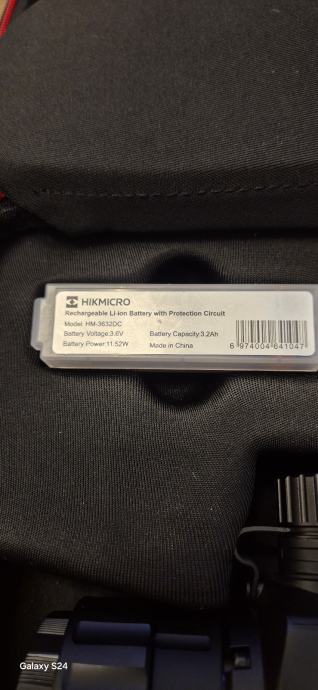 HIKMICRO
Rechargeable Li-ion Battery with Protection Circuit
Model: HM-3632DC
Battery Voltage:3.6V Battery Capacity:3.2Ah
Battery Power:11.52W Made in China
6 974004 641047
Galaxy S24